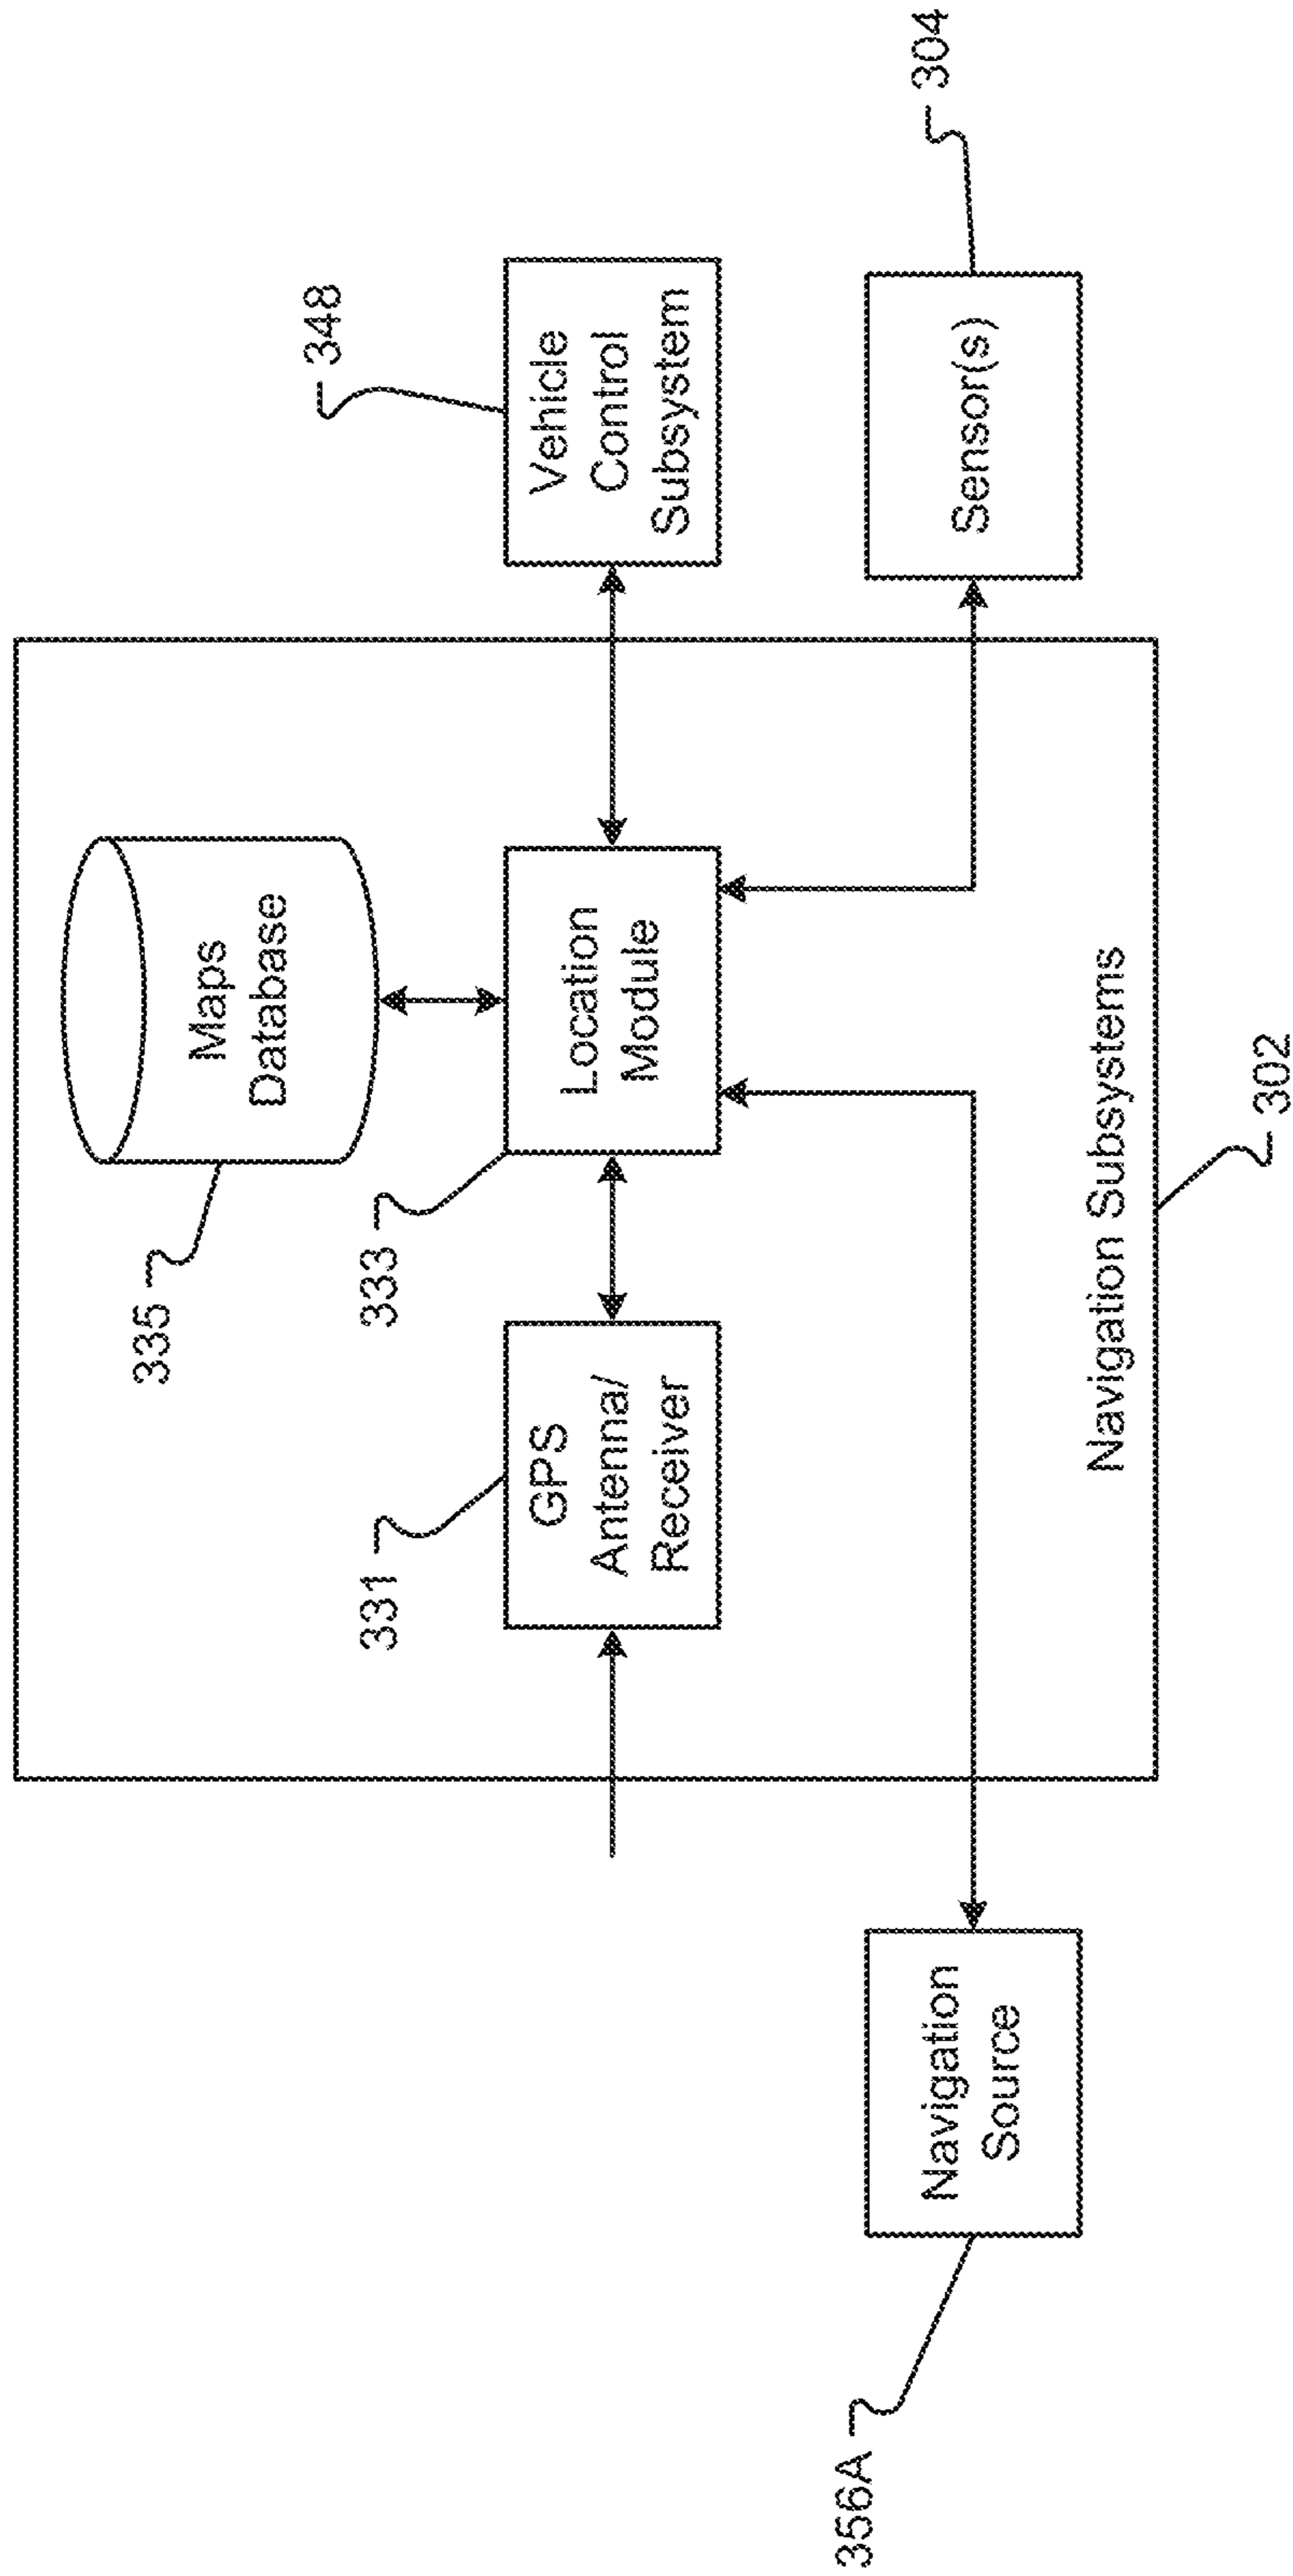 335
Maps
Database
348
331
333
GPS
Antenna/
Receiver
Location
Module
Vehicle
Control
Subsystem
304
356A
Navigation
Source
Sensor(s)
Navigation Subsystems
302